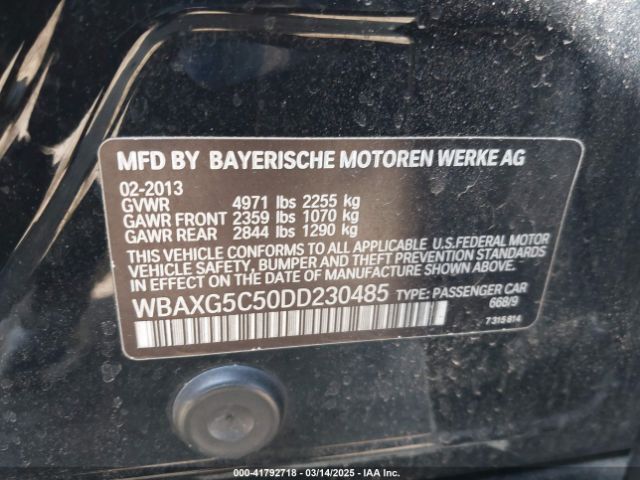 MFD BY BAYERISCHE MOTOREN WERKE AG
02-2013
GVWR 4971 lbs 2255 kg
GAWR FRONT 2359 lbs 1070 kg
GAWR REAR 2844 lbs 1290 kg
THIS VEHICLE CONFORMS TO ALL APPLICABLE U.S.FEDERAL MOTOR
VEHICLE SAFETY, BUMPER AND THEFT PREVENTION STANDARDS
IN EFFECT ON THE DATE OF MANUFACTURE SHOWN ABOVE.
WBAXG5C50DD230485 TYPE: PASSENGER CAR
668/9
7315814
000-41792718 - 03/14/2025 - IAA Inc.